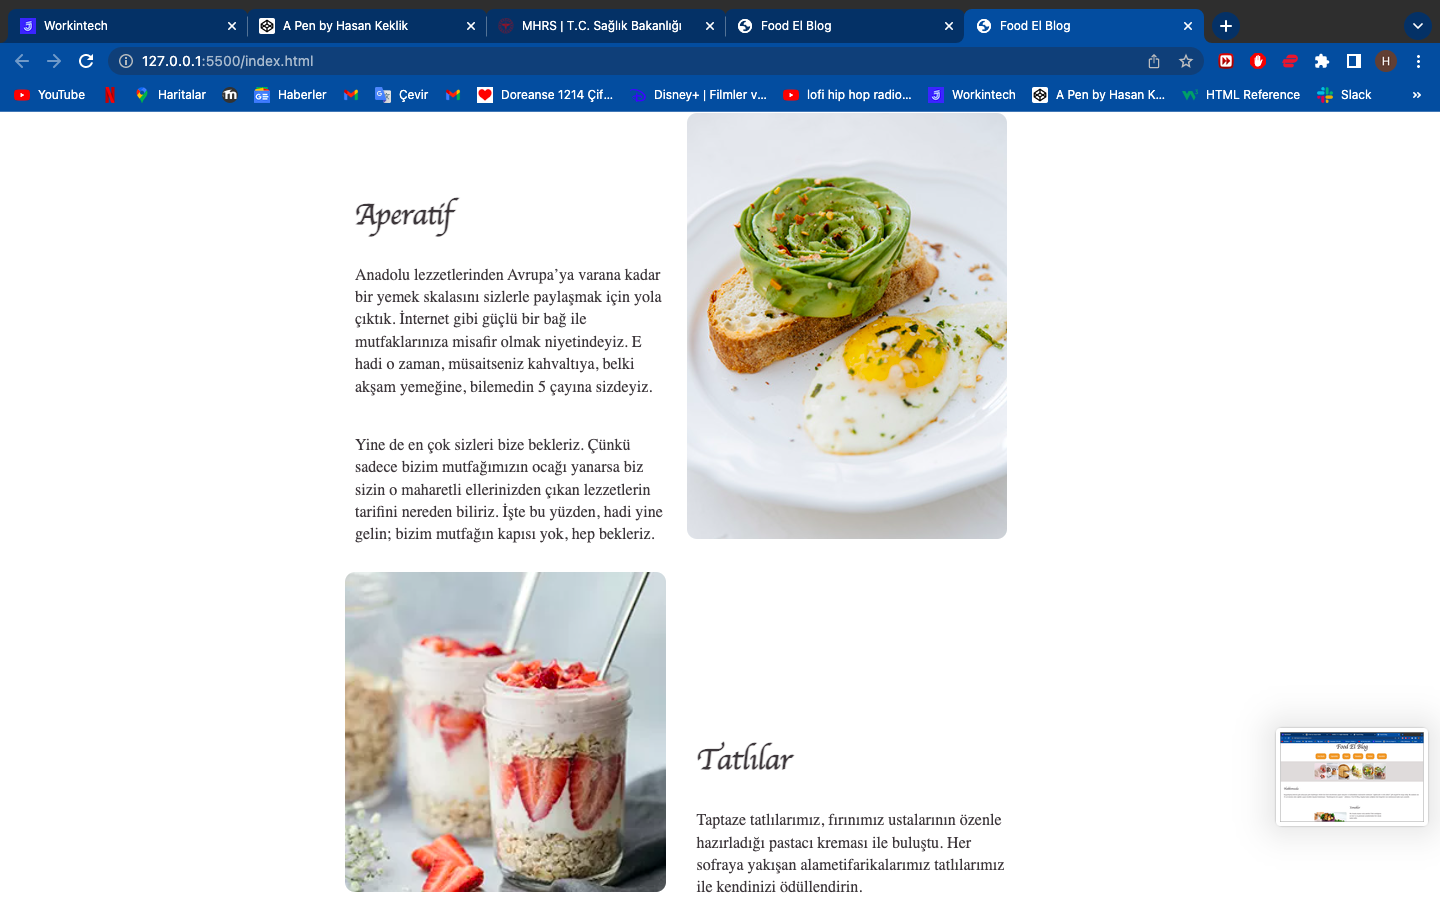 Workintech
A Pen by Hasan Keklik
MHRS | T.C. Sağlık Bakanlığı
Food El Blog
Food El Blog
127.0.0.1:5500/index.html
H
YouTube
Haritalar
Haberler
Çevir
Doreanse 1214 Çif...
Disney+ | Filmler v...
lofi hip hop radio...
Workintech
A Pen by Hasan K...
HTML Reference
Slack
»
Aperatif
Anadolu lezzetlerinden Avrupa’ya varana kadar
bir yemek skalasını sizlerle paylaşmak için yola
çıktık. İnternet gibi güçlü bir bağ ile
mutfaklarınıza misafir olmak niyetindeyiz. E
hadi o zaman, müsaitseniz kahvaltıya, belki
akşam yemeğine, bilemedin 5 çayına sizdeyiz.
Yine de en çok sizleri bize bekleriz. Çünkü
sadece bizim mutfağımızın ocağı yanarsa biz
sizin o maharetli ellerinizden çıkan lezzetlerin
tarifini nereden biliriz. İşte bu yüzden, hadi yine
gelin; bizim mutfağın kapısı yok, hep bekleriz.
Tatlılar
Taptaze tatlılarımız, fırınımız ustalarının özenle
hazırladığı pastacı kreması ile buluştu. Her
sofraya yakışan alametifarikalarımız tatlılarımız
ile kendinizi ödüllendirin.
Food El Blog